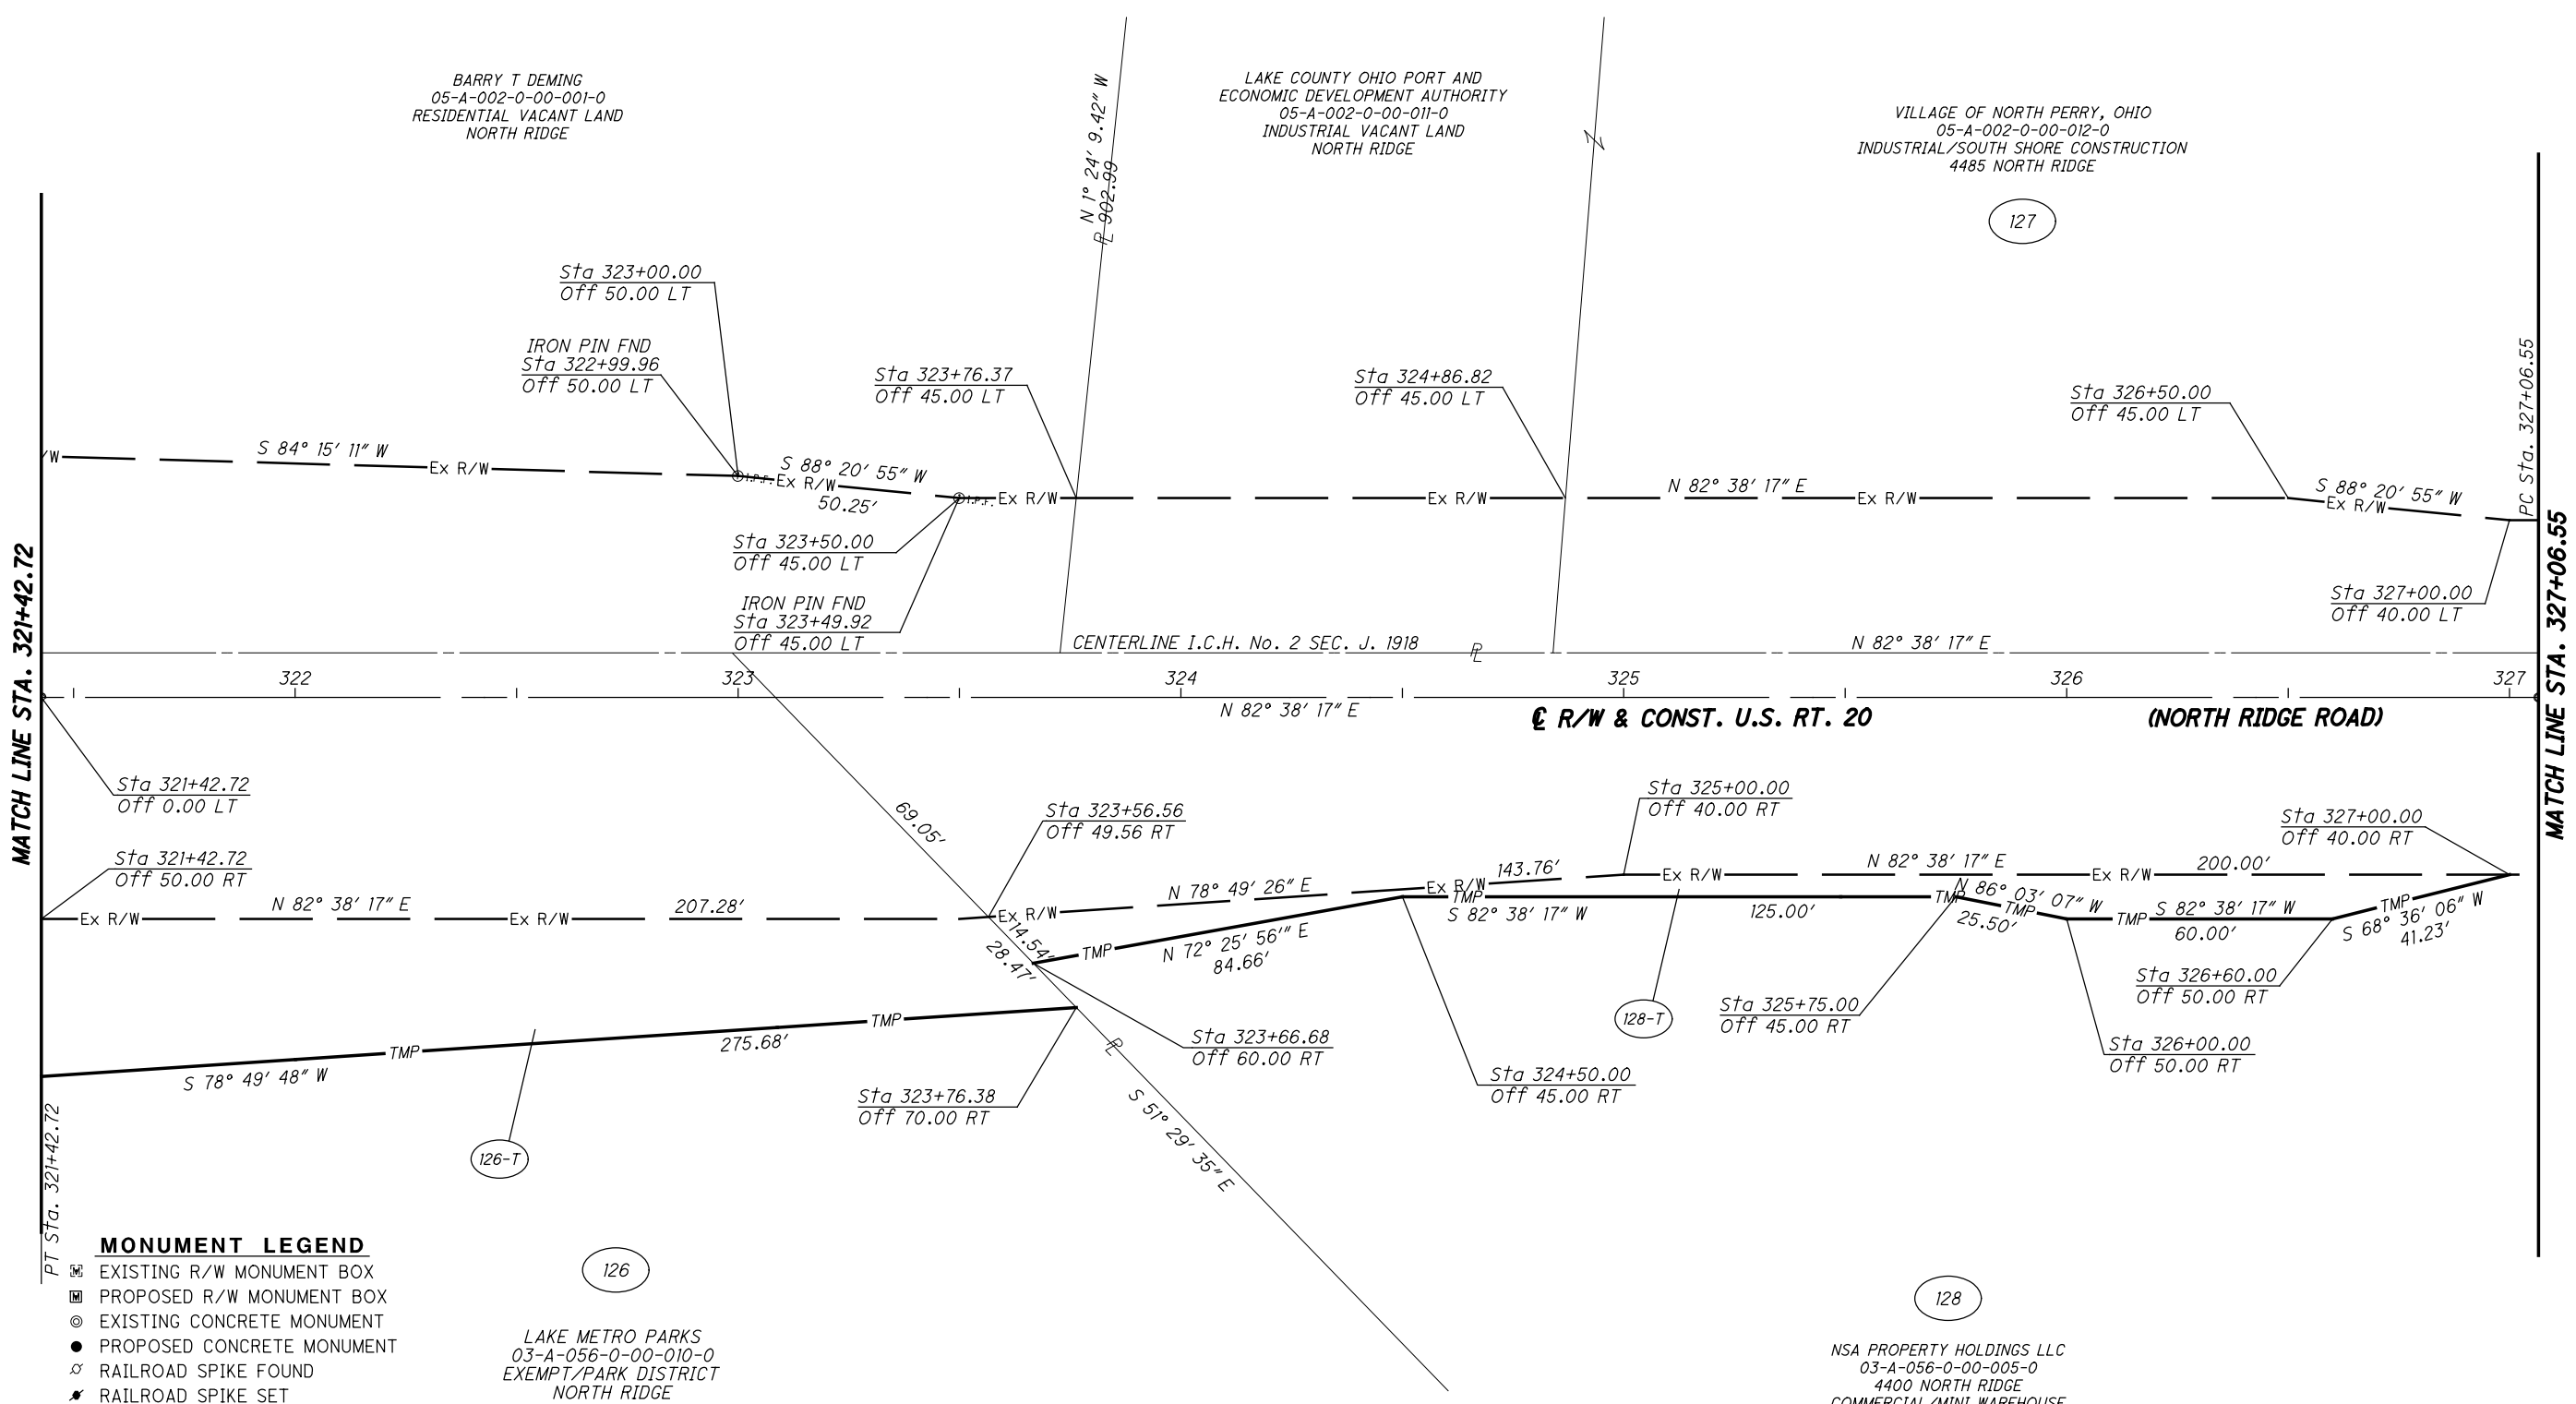 BARRY T DEMING
05-A-002-0-00-001-0
RESIDENTIAL VACANT LAND
NORTH RIDGE
N 1° 24' 9.42" W
PL 902.99
LAKE COUNTY OHIO PORT AND
ECONOMIC DEVELOPMENT AUTHORITY
05-A-002-0-00-011-0
INDUSTRIAL VACANT LAND
NORTH RIDGE
VILLAGE OF NORTH PERRY, OHIO
05-A-002-0-00-012-0
INDUSTRIAL/SOUTH SHORE CONSTRUCTION
4485 NORTH RIDGE
127
Sta 323+00.00
Off 50.00 LT
IRON PIN FND
Sta 322+99.96
Off 50.00 LT
Sta 323+76.37
Off 45.00 LT
Sta 324+86.82
Off 45.00 LT
Sta 326+50.00
Off 45.00 LT
PC Sta. 327+06.55
MATCH LINE STA. 321+42.72
/W
S 84° 15' 11" W
Ex R/W
I.P.F.
Ex R/W
S 88° 20' 55" W
50.25'
I.P.F.
Ex R/W
Ex R/W
N 82° 38' 17" E
Ex R/W
S 88° 20' 55" W
Ex R/W
MATCH LINE STA. 327+06.55
Sta 323+50.00
Off 45.00 LT
IRON PIN FND
Sta 323+49.92
Off 45.00 LT
Sta 327+00.00
Off 40.00 LT
CENTERLINE I.C.H. No. 2 SEC. J. 1918
PL
N 82° 38' 17" E
322
323
324
325
326
327
N 82° 38' 17" E
CL R/W & CONST. U.S. RT. 20
(NORTH RIDGE ROAD)
Sta 321+42.72
Off 0.00 LT
Sta 321+42.72
Off 50.00 RT
69.05'
Sta 323+56.56
Off 49.56 RT
Sta 325+00.00
Off 40.00 RT
Sta 327+00.00
Off 40.00 RT
Ex R/W
N 82° 38' 17" E
Ex R/W
207.28'
Ex R/W
N 78° 49' 26" E
Ex R/W
143.76'
Ex R/W
N 82° 38' 17" E
Ex R/W
200.00'
14.54'
28.47'
TMP
N 72° 25' 56" E
84.66'
TMP
S 82° 38' 17" W
125.00'
TMP
N 86° 03' 07" W
TMP
25.50'
TMP
S 82° 38' 17" W
60.00'
TMP
S 68° 36' 06" W
41.23'
Sta 326+60.00
Off 50.00 RT
Sta 325+75.00
Off 45.00 RT
128-T
Sta 326+00.00
Off 50.00 RT
Sta 323+66.68
Off 60.00 RT
Sta 324+50.00
Off 45.00 RT
PL
S 51° 29' 35" E
TMP
275.68'
TMP
S 78° 49' 48" W
Sta 323+76.38
Off 70.00 RT
126-T
PT Sta. 321+42.72
MONUMENT LEGEND
EXISTING R/W MONUMENT BOX
PROPOSED R/W MONUMENT BOX
EXISTING CONCRETE MONUMENT
PROPOSED CONCRETE MONUMENT
RAILROAD SPIKE FOUND
RAILROAD SPIKE SET
126
LAKE METRO PARKS
03-A-056-0-00-010-0
EXEMPT/PARK DISTRICT
NORTH RIDGE
128
NSA PROPERTY HOLDINGS LLC
03-A-056-0-00-005-0
4400 NORTH RIDGE
COMMERCIAL/MINI WAREHOUSE